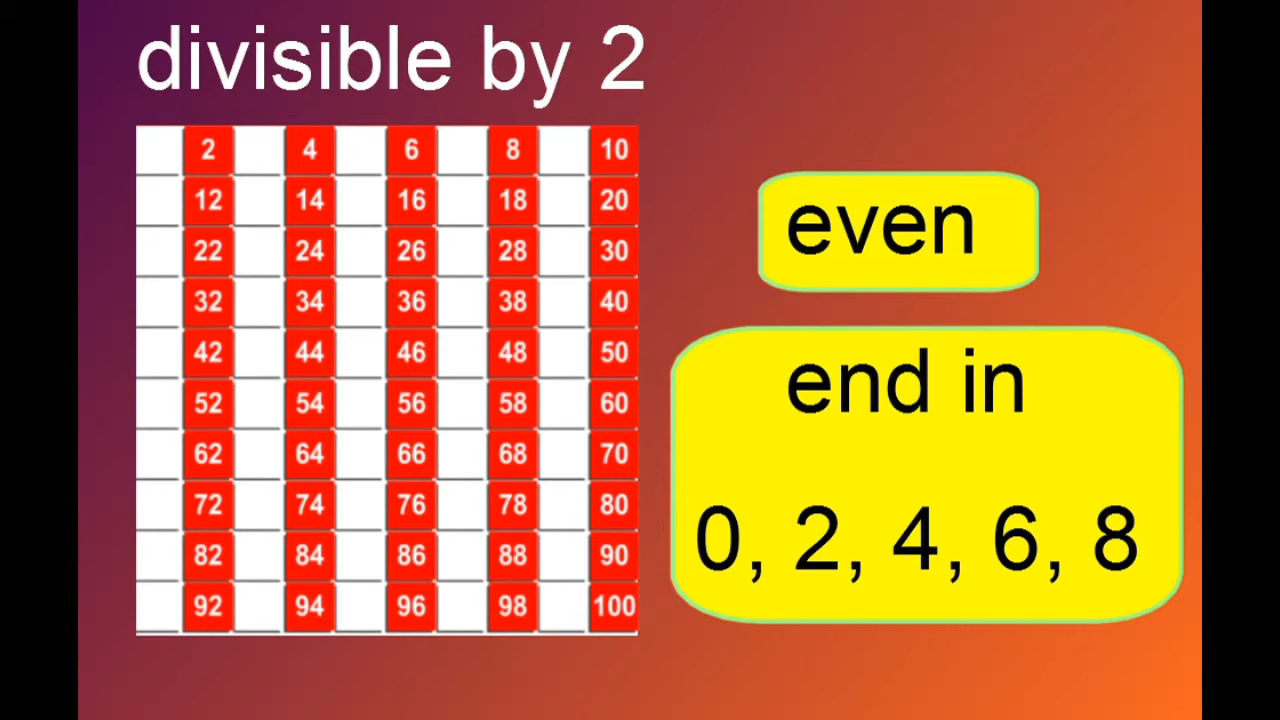 divisible by 2
2 4 6 8 10
12 14 16 18 20
22 24 26 28 30
32 34 36 38 40
42 44 46 48 50
52 54 56 58 60
62 64 66 68 70
72 74 76 78 80
82 84 86 88 90
92 94 96 98 100
even
end in
0, 2, 4, 6, 8